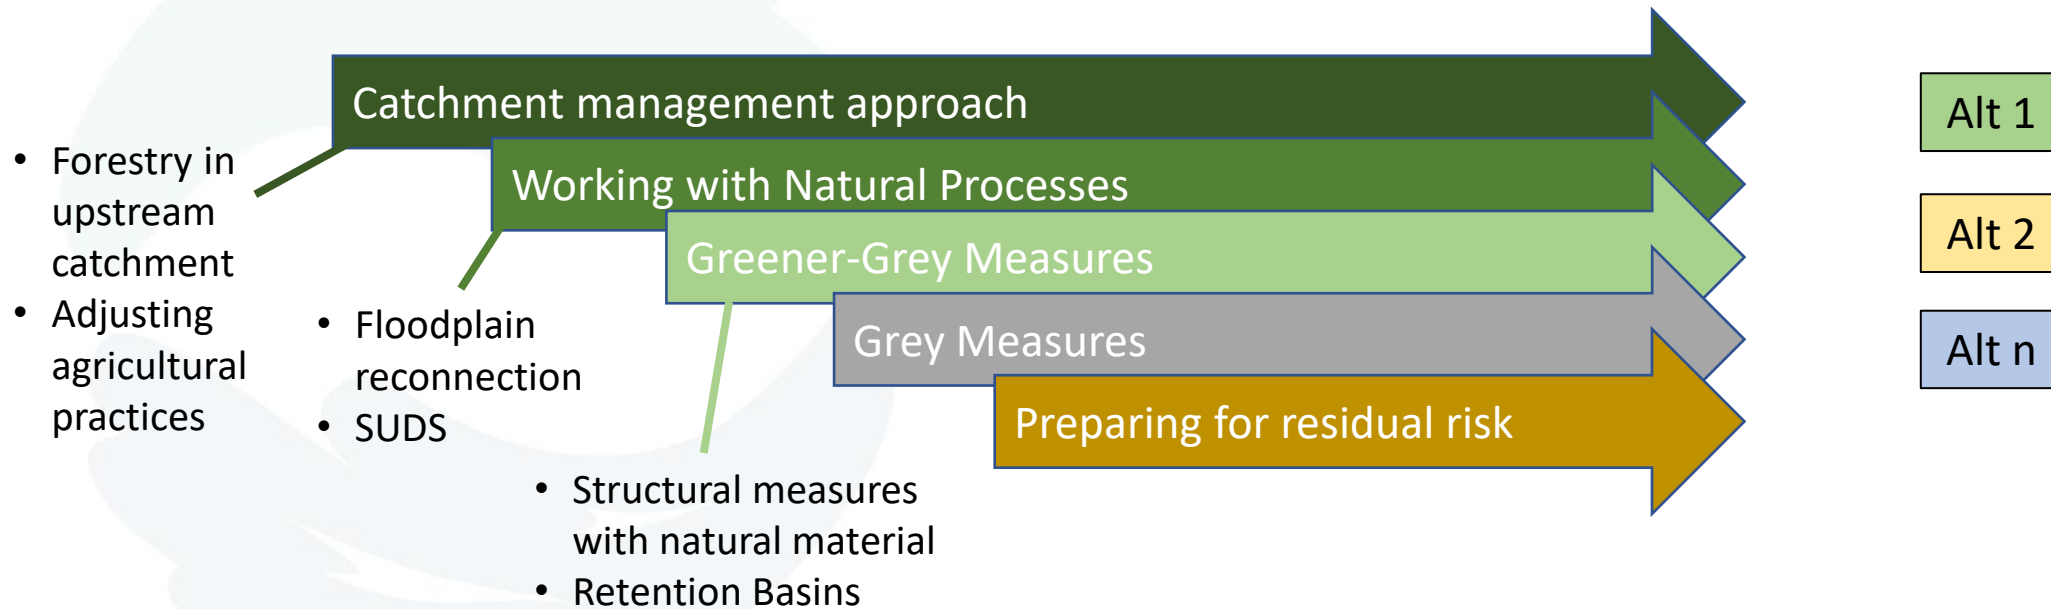 Catchment management approach
Working with Natural Processes
Greener-Grey Measures
Grey Measures
Preparing for residual risk
• Forestry in
upstream
catchment
• Adjusting
agricultural
practices
• Floodplain
reconnection
• SUDS
• Structural measures
with natural material
• Retention Basins
Alt 1
Alt 2
Alt n